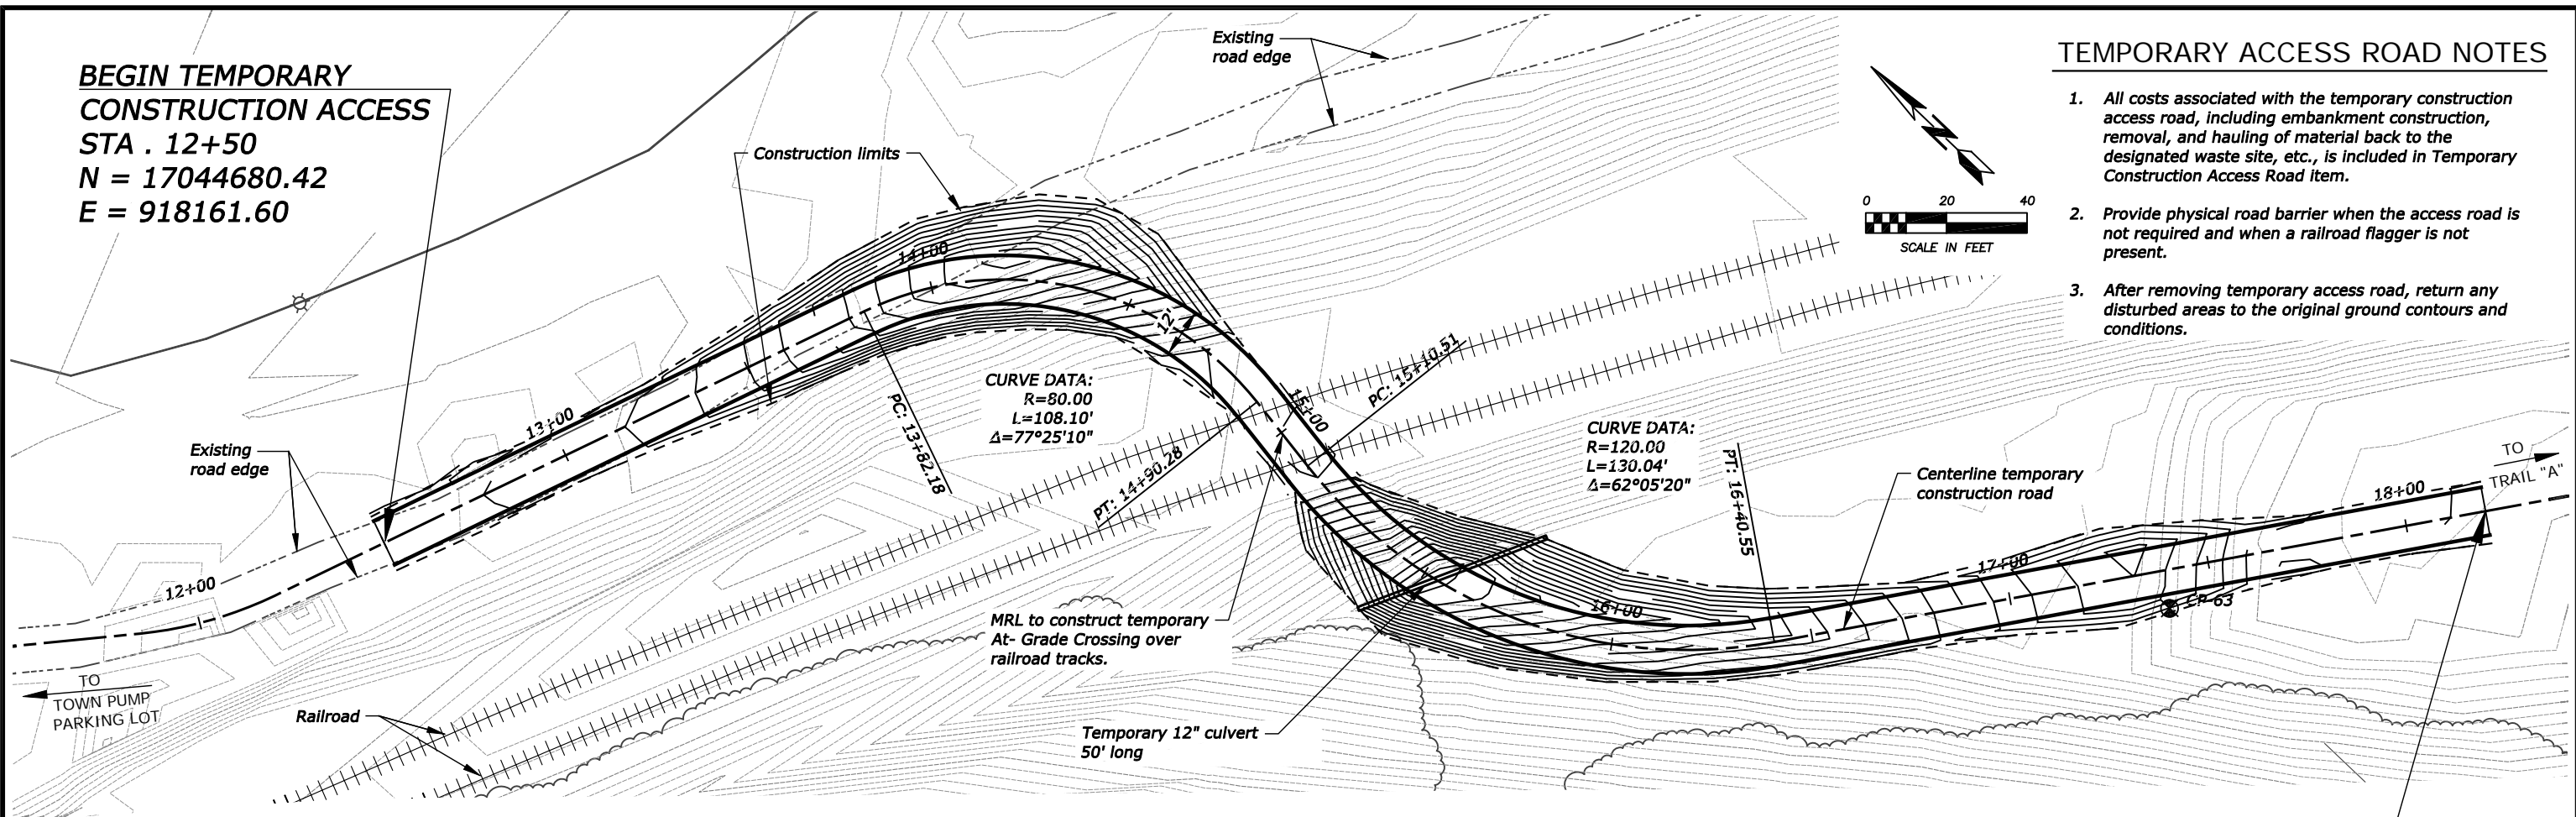 BEGIN TEMPORARY
CONSTRUCTION ACCESS
STA . 12+50
N = 17044680.42
E = 918161.60
Existing
road edge
Construction limits
TEMPORARY ACCESS ROAD NOTES
1. All costs associated with the temporary construction
access road, including embankment construction,
removal, and hauling of material back to the
designated waste site, etc., is included in Temporary
Construction Access Road item.
2. Provide physical road barrier when the access road is
not required and when a railroad flagger is not
present.
3. After removing temporary access road, return any
disturbed areas to the original ground contours and
conditions.
N
0 20 40
SCALE IN FEET
14+00
12'
13+00
Existing
road edge
12+00
CURVE DATA:
R=80.00
L=108.10'
Δ=77°25'10"
PC: 13+82.18
PT: 14+90.28
15+00
PC: 15+10.51
CURVE DATA:
R=120.00
L=130.04'
Δ=62°05'20"
PT: 16+40.55
Centerline temporary
construction road
TO
TRAIL "A"
18+00
17+00
16+00
CP-63
MRL to construct temporary
At- Grade Crossing over
railroad tracks.
TO
TOWN PUMP
PARKING LOT
Railroad
Temporary 12" culvert
50' long